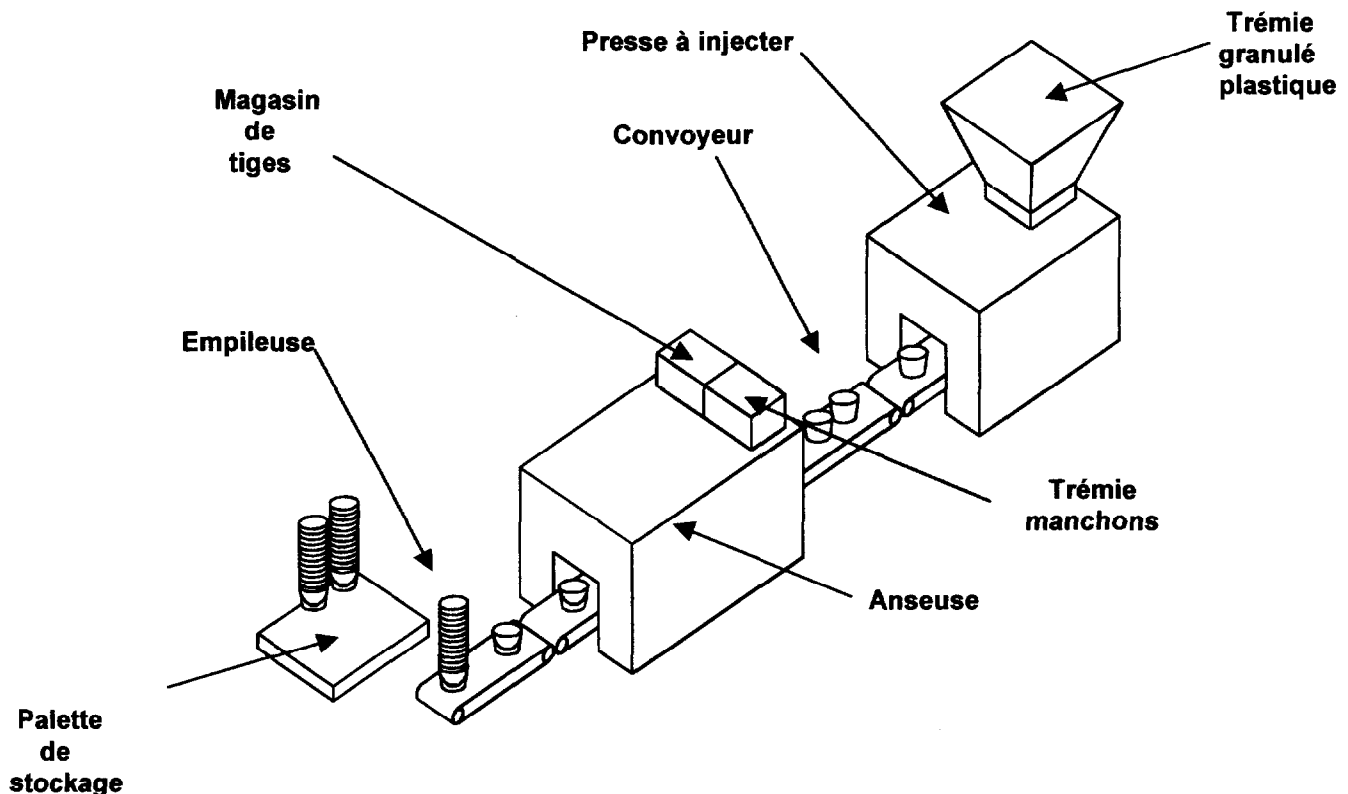 Trémie
granulé
plastique
Presse à injecter
Magasin
de
tiges
Convoyeur
Empileuse
Trémie
manchons
Anseuse
Palette
de
stockage